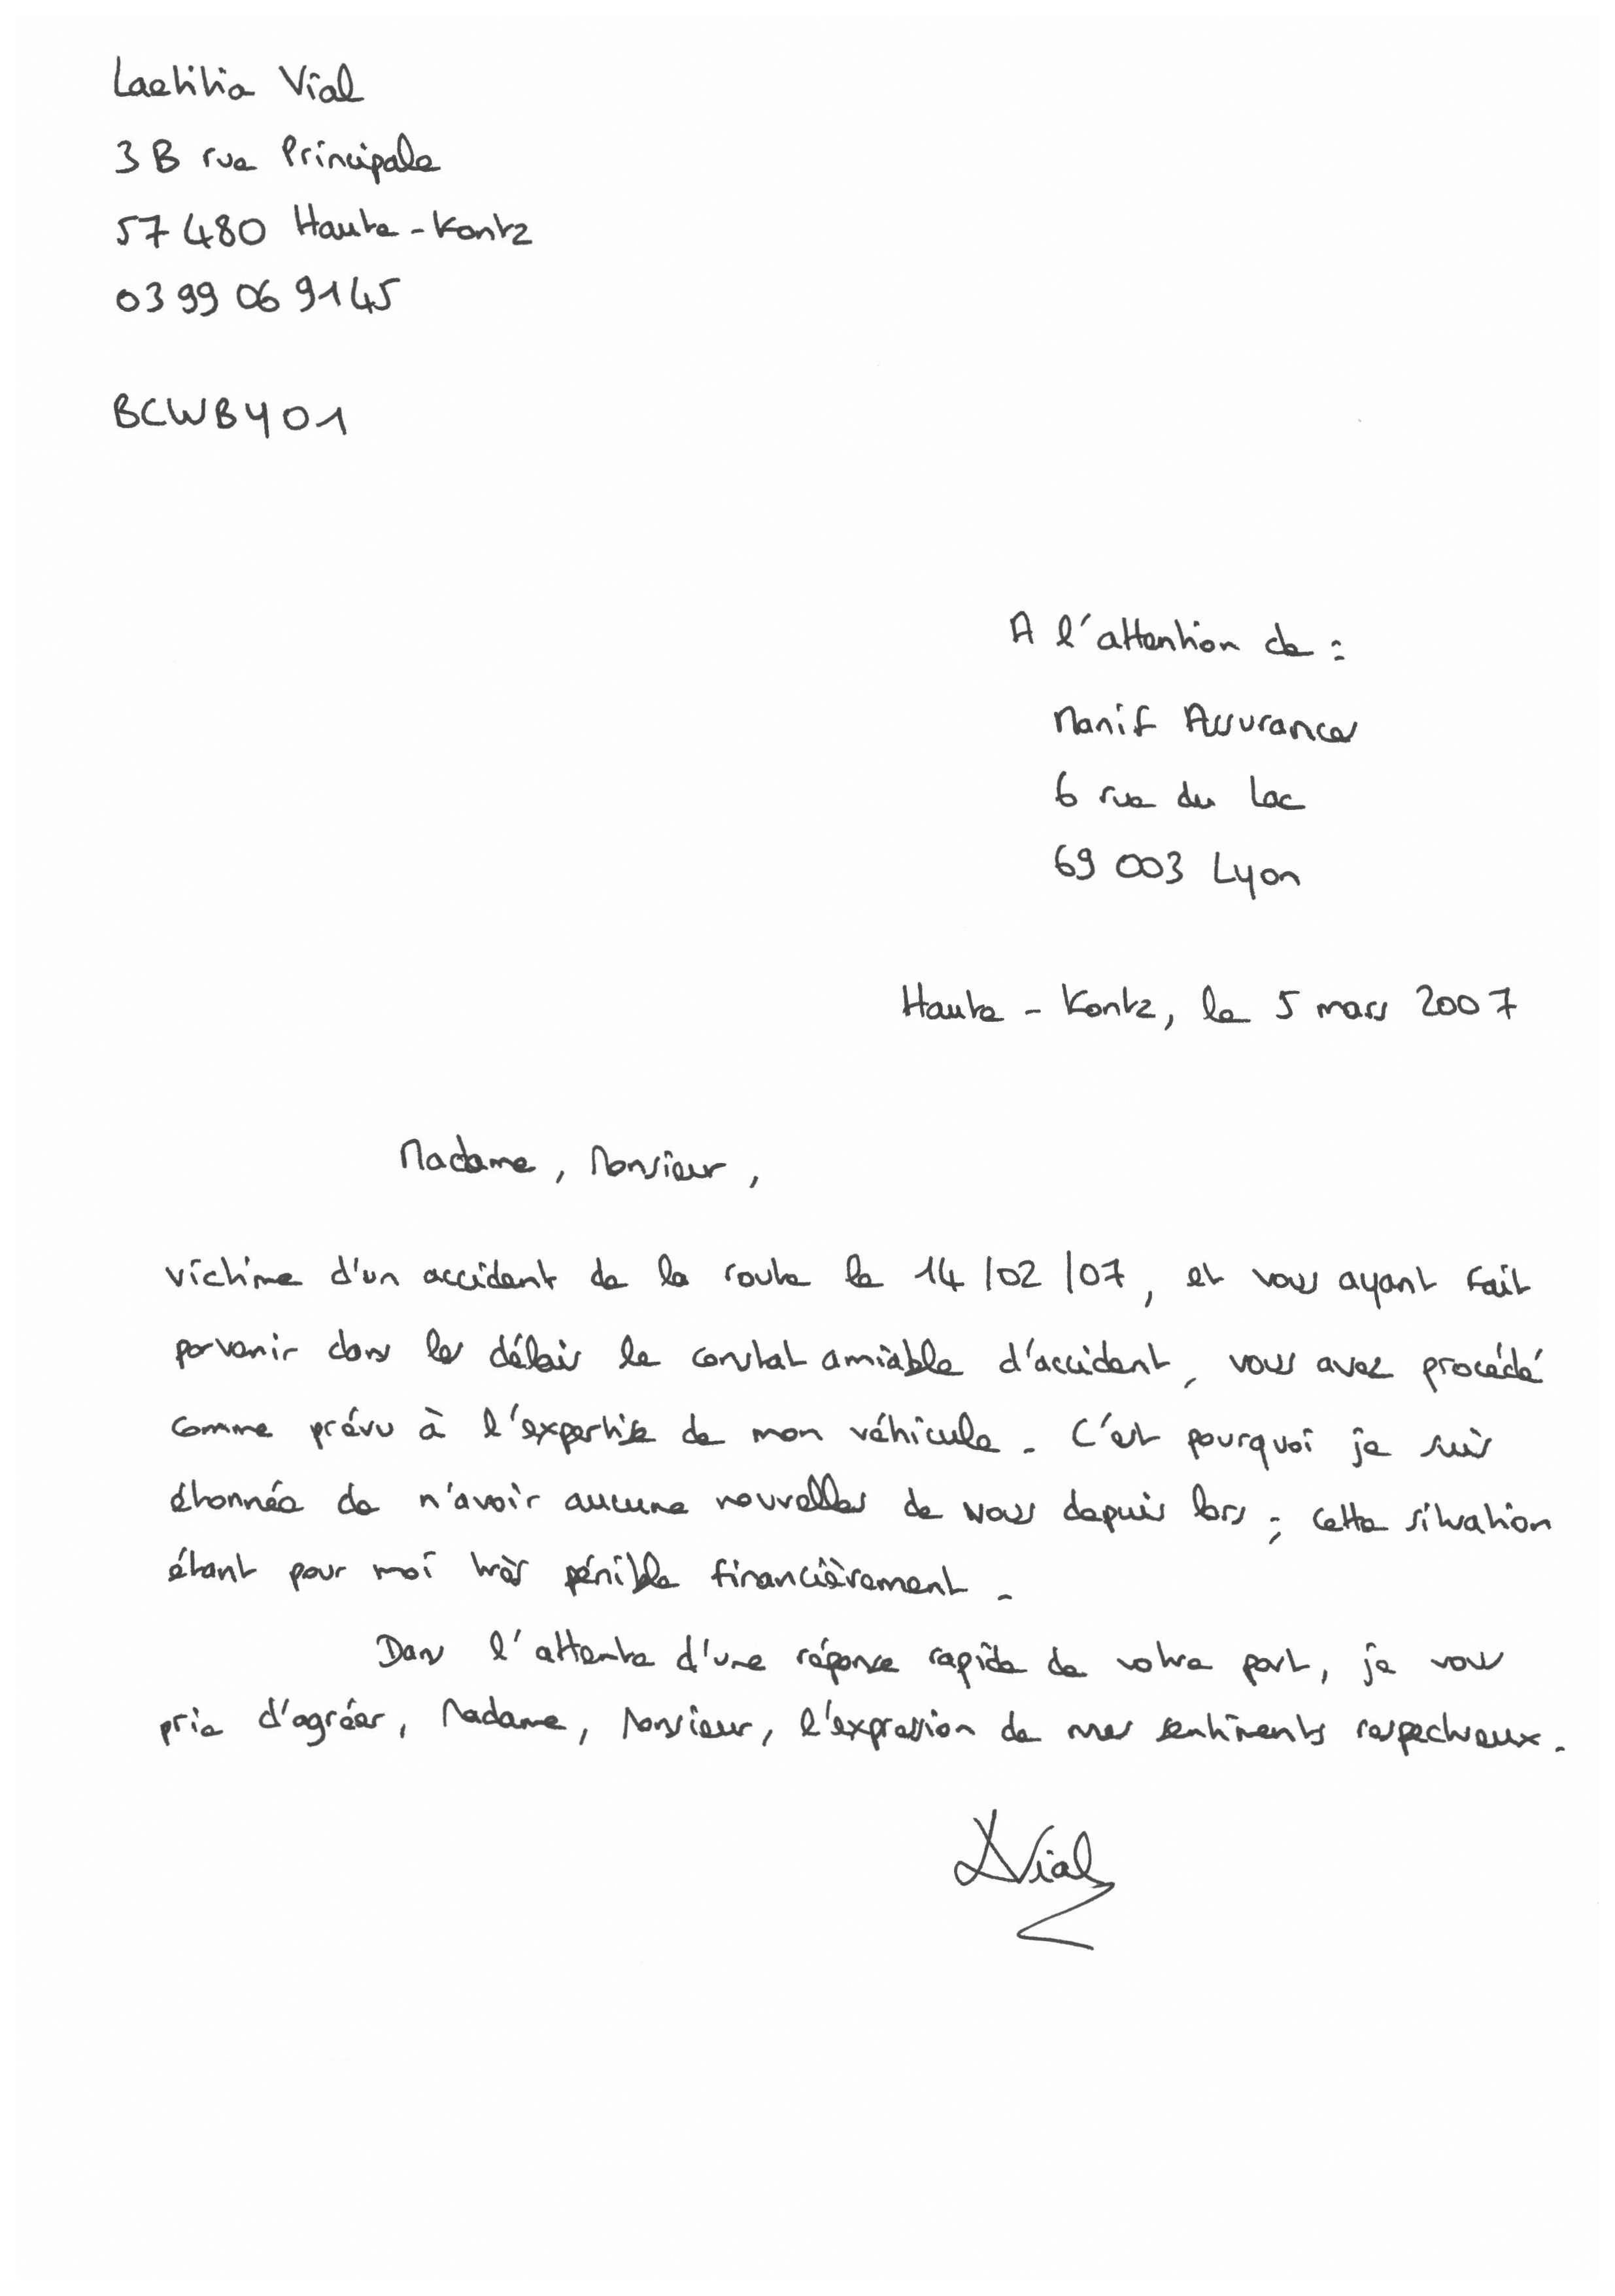 Laetitia Vial
3 B rue Principale
57 480 Haute-Kontz
03 99 06 91 45
BCWBY01
A l'attention de :
Manif Assurances
6 rue du Lac
69 003 Lyon
Haute - Kontz, le 5 mars 2007
Madame, Monsieur,
victime d'un accident de la route le 14/02/07, et vous ayant fait
parvenir dans les délais le constat amiable d'accident, vous avez procédé
comme prévu à l'expertise de mon véhicule. C'est pourquoi je suis
étonnée de n'avoir aucune nouvelles de vous depuis lors ; cette situation
étant pour moi très pénible financièrement.
Dans l'attente d'une réponse rapide de votre part, je vous
prie d'agréer, Madame, Monsieur, l'expression de mes sentiments respectueux.
LVial